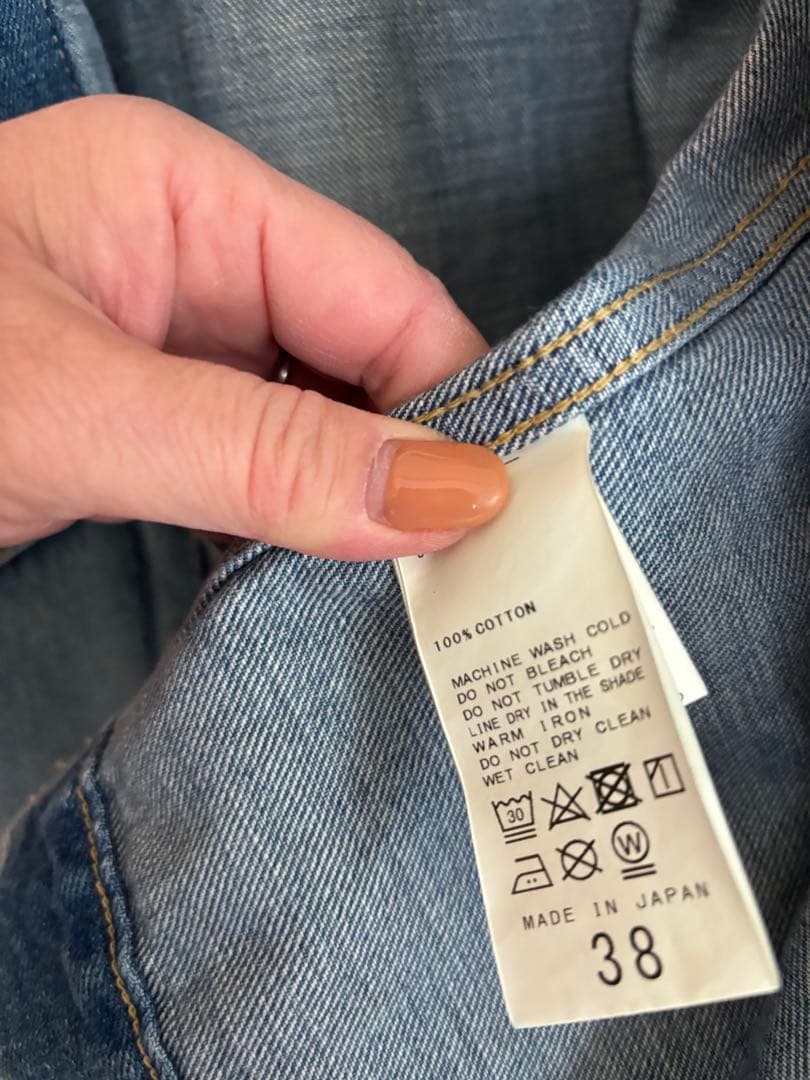 100% COTTON
MACHINE WASH COLD
DO NOT BLEACH
DO NOT TUMBLE DRY
LINE DRY IN THE SHADE
WARM IRON
DO NOT DRY CLEAN
WET CLEAN
30
W
MADE IN JAPAN
38